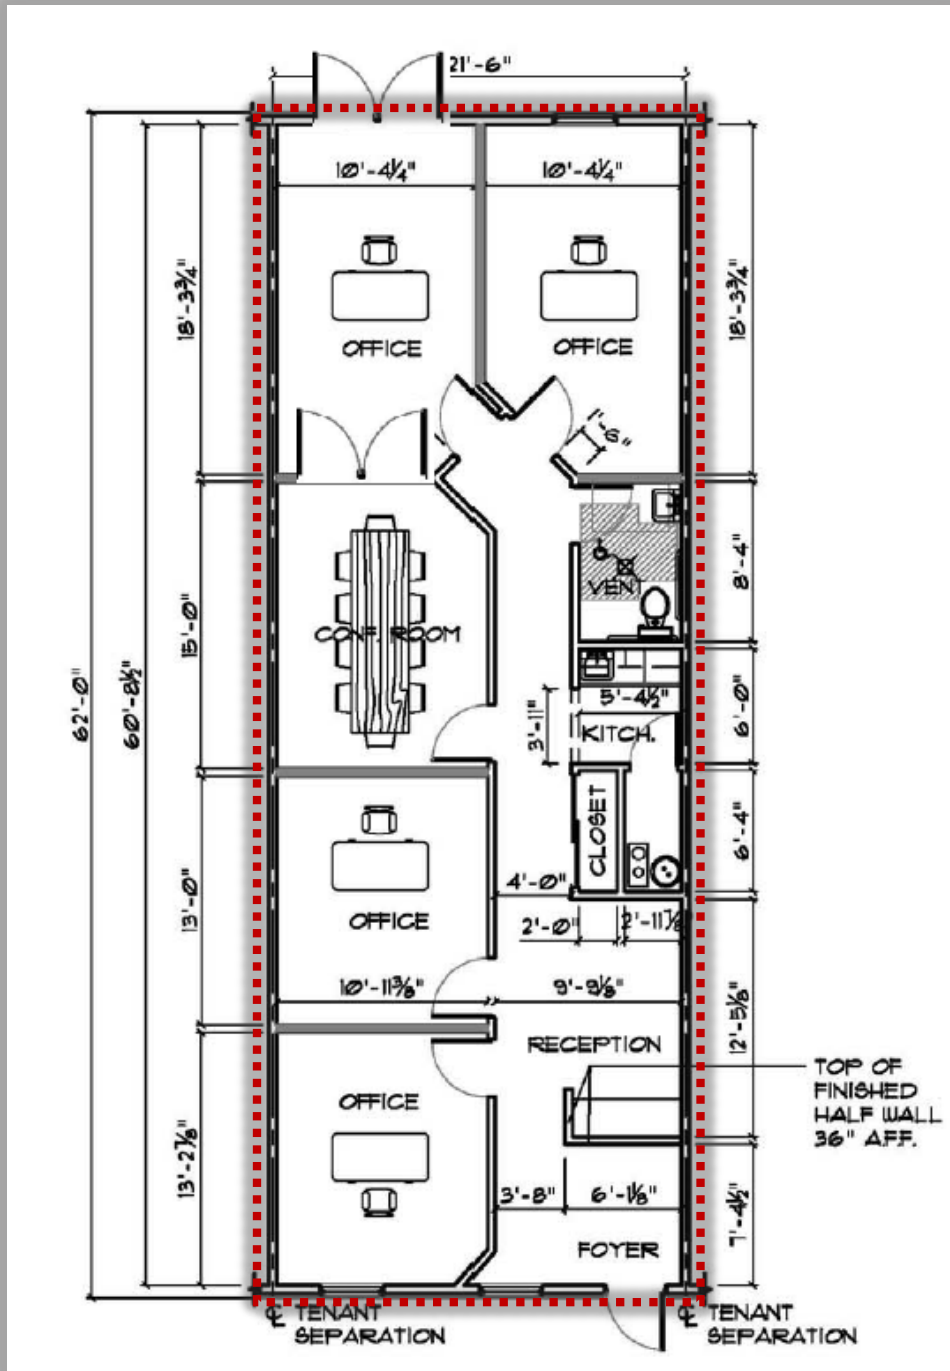 21'-6"
10'-4¼"
10'-4¼"
18'-3¾"
18'-3¾"
OFFICE
OFFICE
1'-6"
8'-4"
VENT
15'-0"
CONF. ROOM
62'-0"
60'-8½"
5'-4½"
6'-0"
3'-11"
KITCH.
CLOSET
6'-4"
4'-0"
13'-0"
OFFICE
2'-0"
2'-11⅞"
10'-11⅜"
9'-9⅛"
12'-5⅛"
RECEPTION
TOP OF
FINISHED
HALF WALL
36" A.F.F.
OFFICE
13'-2⅞"
3'-8"
6'-1⅛"
7'-4½"
FOYER
℄ TENANT
SEPARATION
℄ TENANT
SEPARATION